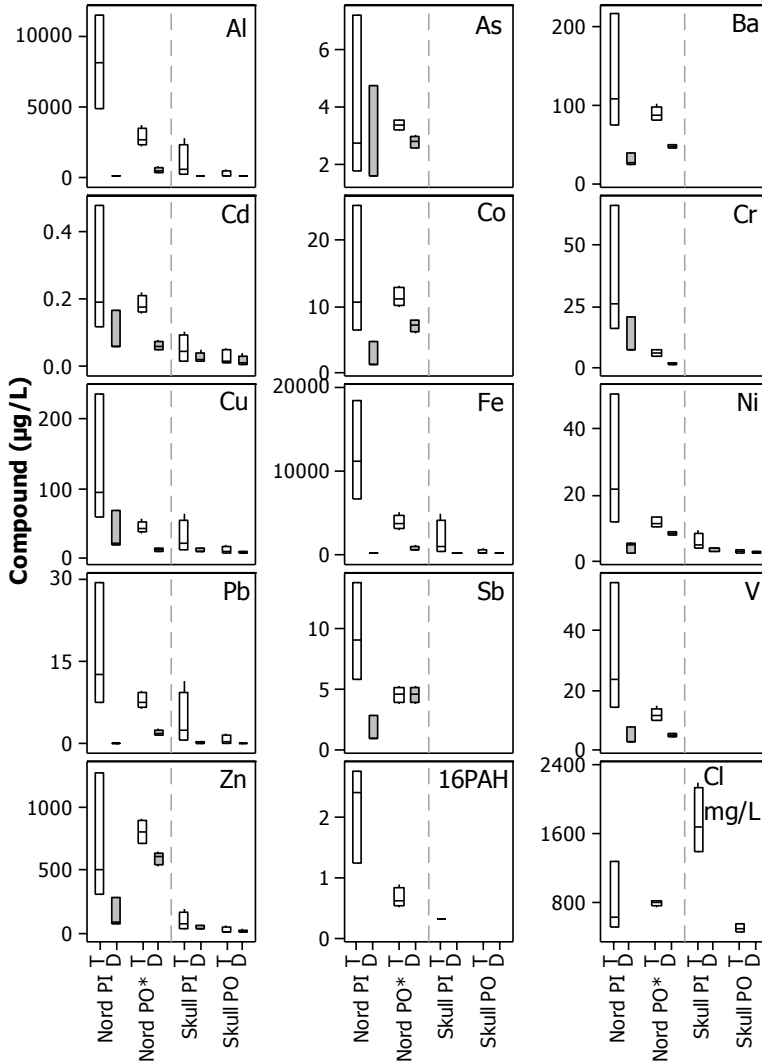 Compound (µg/L)
Al
10000
5000
0
As
6
4
2
Ba
200
100
0
Cd
0.4
0.2
0.0
Co
20
10
0
Cr
50
25
0
Cu
200
100
0
Fe
20000
10000
0
Ni
40
20
0
Pb
30
15
0
Sb
10
5
0
V
50
25
0
Zn
1000
500
0
16PAH
2
1
0
Cl
mg/L
2400
1600
800
T D T D T D T D
Nord PI Nord PO* Skull PI Skull PO
T D T D T D T D
Nord PI Nord PO* Skull PI Skull PO
T D T D T D T D
Nord PI Nord PO* Skull PI Skull PO